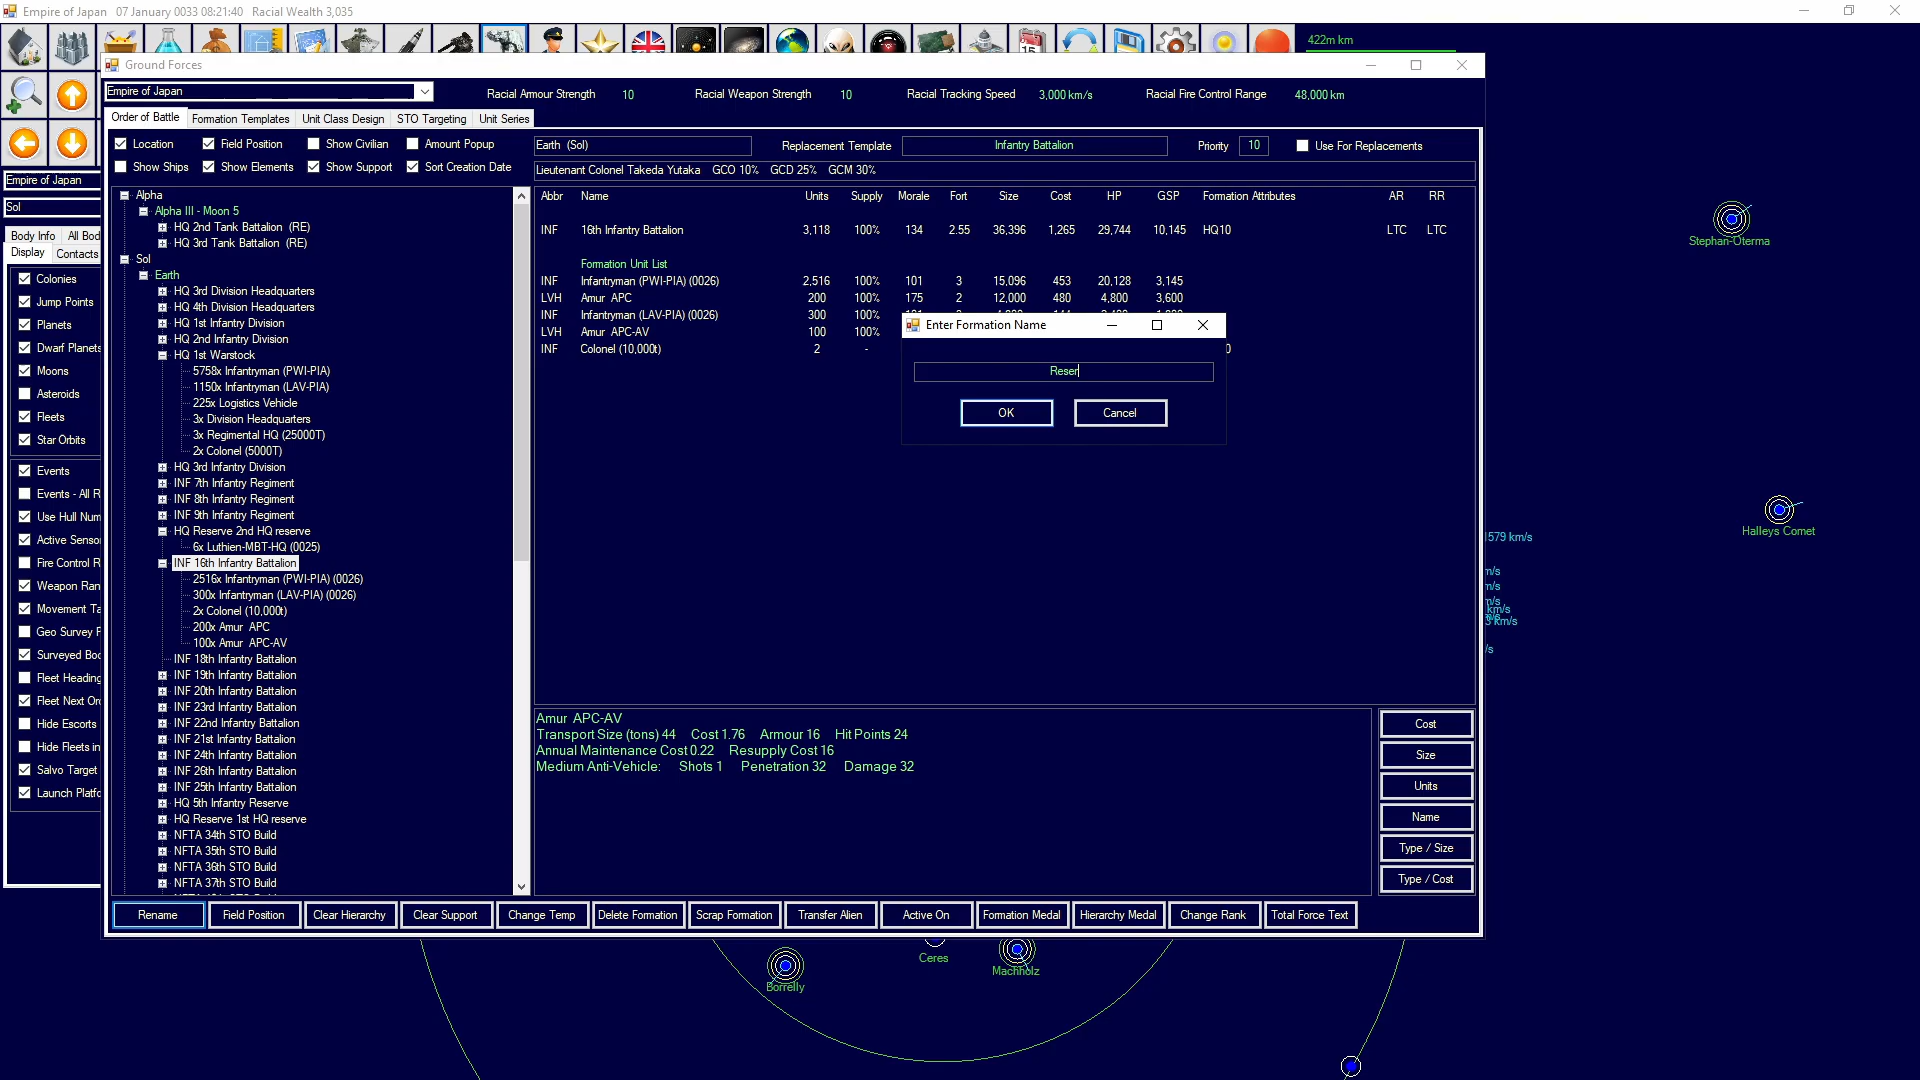 Empire of Japan   07 January 0033 08:21:40   Racial Wealth 3,035
422m km
Ground Forces
Empire of Japan
Racial Armour Strength 10 Racial Weapon Strength 10 Racial Tracking Speed 3,000 km/s Racial Fire Control Range 48,000 km
Order of Battle Formation Templates Unit Class Design STO Targeting Unit Series
Location Field Position Show Civilian Amount Popup
Show Ships Show Elements Show Support Sort Creation Date
Earth (Sol) Replacement Template Infantry Battalion Priority 10 Use For Replacements
Lieutenant Colonel Takeda Yutaka GCO 10% GCD 25% GCM 30%
Abbr Name Units Supply Morale Fort Size Cost HP GSP Formation Attributes AR RR
INF 16th Infantry Battalion 3,118 100% 134 2.55 36,396 1,265 29,744 10,145 HQ10 LTC LTC
Formation Unit List
INF Infantryman (PWI-PIA) (0026) 2,516 100% 101 3 15,096 453 20,128 3,145
LVH Amur APC 200 100% 175 2 12,000 480 4,800 3,600
INF Infantryman (LAV-PIA) (0026) 300 100%
LVH Amur APC-AV 100 100%
INF Colonel (10,000t) 2 -
Enter Formation Name
Reser
OK Cancel
Alpha
Alpha III - Moon 5
HQ 2nd Tank Battalion (RE)
HQ 3rd Tank Battalion (RE)
Sol
Earth
HQ 3rd Division Headquarters
HQ 4th Division Headquarters
HQ 1st Infantry Division
HQ 2nd Infantry Division
HQ 1st Warstock
5758x Infantryman (PWI-PIA)
1150x Infantryman (LAV-PIA)
225x Logistics Vehicle
3x Division Headquarters
3x Regimental HQ (25000T)
2x Colonel (5000T)
HQ 3rd Infantry Division
INF 7th Infantry Regiment
INF 8th Infantry Regiment
INF 9th Infantry Regiment
HQ Reserve 2nd HQ reserve
6x Luthien-MBT-HQ (0025)
INF 16th Infantry Battalion
2516x Infantryman (PWI-PIA) (0026)
300x Infantryman (LAV-PIA) (0026)
2x Colonel (10,000t)
200x Amur APC
100x Amur APC-AV
INF 18th Infantry Battalion
INF 19th Infantry Battalion
INF 20th Infantry Battalion
INF 23rd Infantry Battalion
INF 22nd Infantry Battalion
INF 21st Infantry Battalion
INF 24th Infantry Battalion
INF 26th Infantry Battalion
INF 25th Infantry Battalion
HQ 5th Infantry Reserve
HQ Reserve 1st HQ reserve
NFTA 34th STO Build
NFTA 35th STO Build
NFTA 36th STO Build
NFTA 37th STO Build
Amur APC-AV
Transport Size (tons) 44 Cost 1.76 Armour 16 Hit Points 24
Annual Maintenance Cost 0.22 Resupply Cost 16
Medium Anti-Vehicle: Shots 1 Penetration 32 Damage 32
Cost
Size
Units
Name
Type / Size
Type / Cost
Rename Field Position Clear Hierarchy Clear Support Change Temp Delete Formation Scrap Formation Transfer Alien Active On Formation Medal Hierarchy Medal Change Rank Total Force Text
Empire of Japan
Sol
Body Info All Bod
Display Contacts
Colonies
Jump Points
Planets
Dwarf Planets
Moons
Asteroids
Fleets
Star Orbits
Events
Events - All R
Use Hull Num
Active Senso
Fire Control R
Weapon Ran
Movement Ta
Geo Survey P
Surveyed Bod
Fleet Heading
Fleet Next Ord
Hide Escorts
Hide Fleets in
Salvo Target
Launch Platfo
Stephan-Oterma
Halleys Comet
1579 km/s
Ceres
Machholz
Borrelly